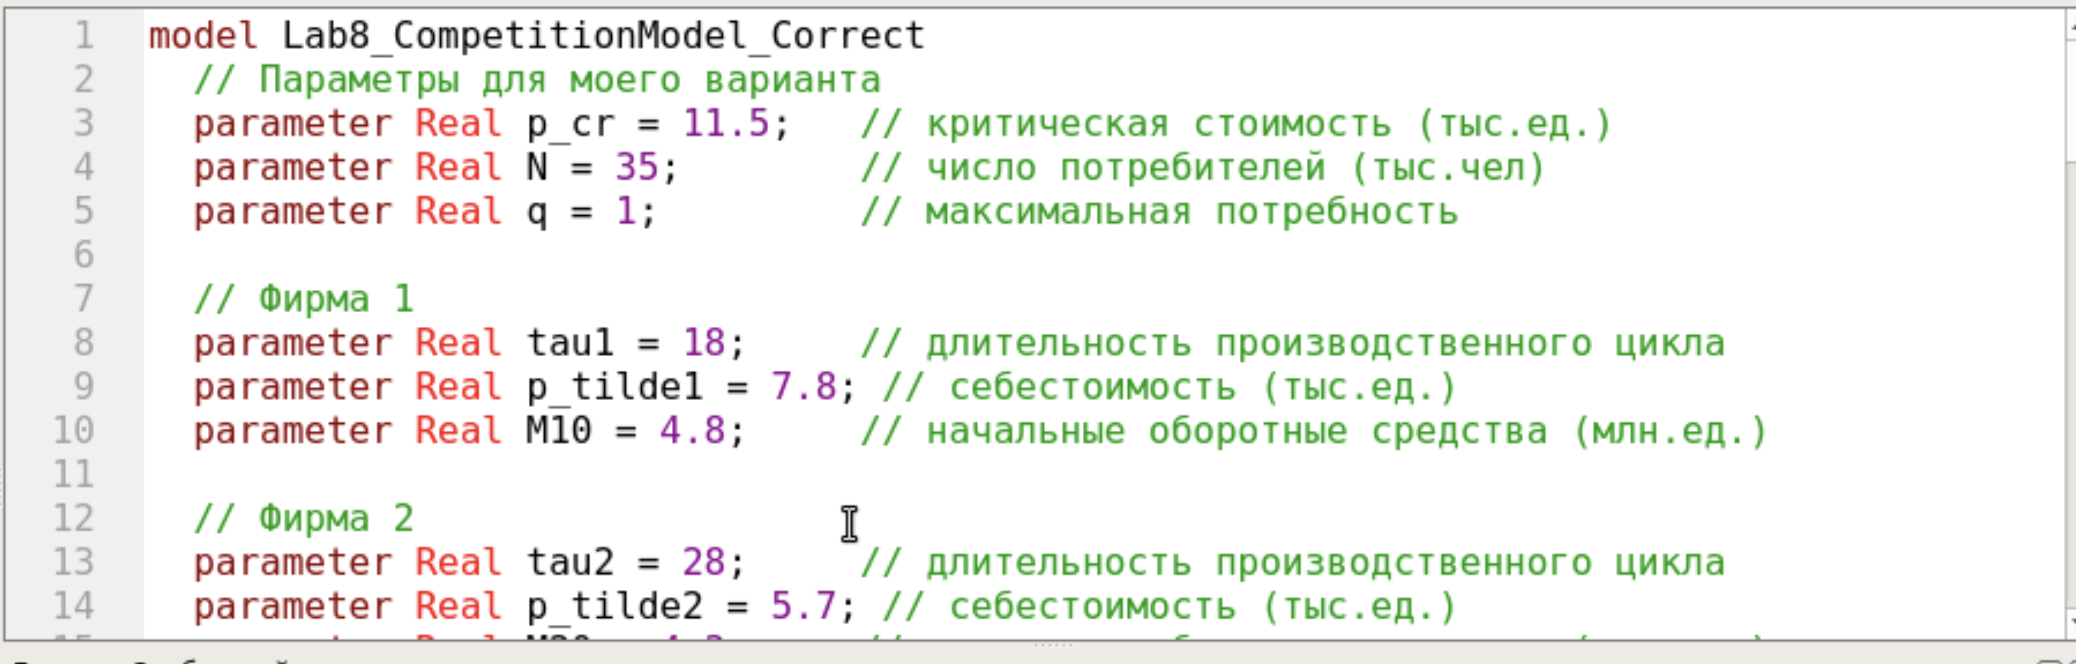 1 model Lab8_CompetitionModel_Correct
2 // Параметры для моего варианта
3 parameter Real p_cr = 11.5; // критическая стоимость (тыс.ед.)
4 parameter Real N = 35; // число потребителей (тыс.чел)
5 parameter Real q = 1; // максимальная потребность
6
7 // Фирма 1
8 parameter Real tau1 = 18; // длительность производственного цикла
9 parameter Real p_tilde1 = 7.8; // себестоимость (тыс.ед.)
10 parameter Real M10 = 4.8; // начальные оборотные средства (млн.ед.)
11
12 // Фирма 2
13 parameter Real tau2 = 28; // длительность производственного цикла
14 parameter Real p_tilde2 = 5.7; // себестоимость (тыс.ед.)